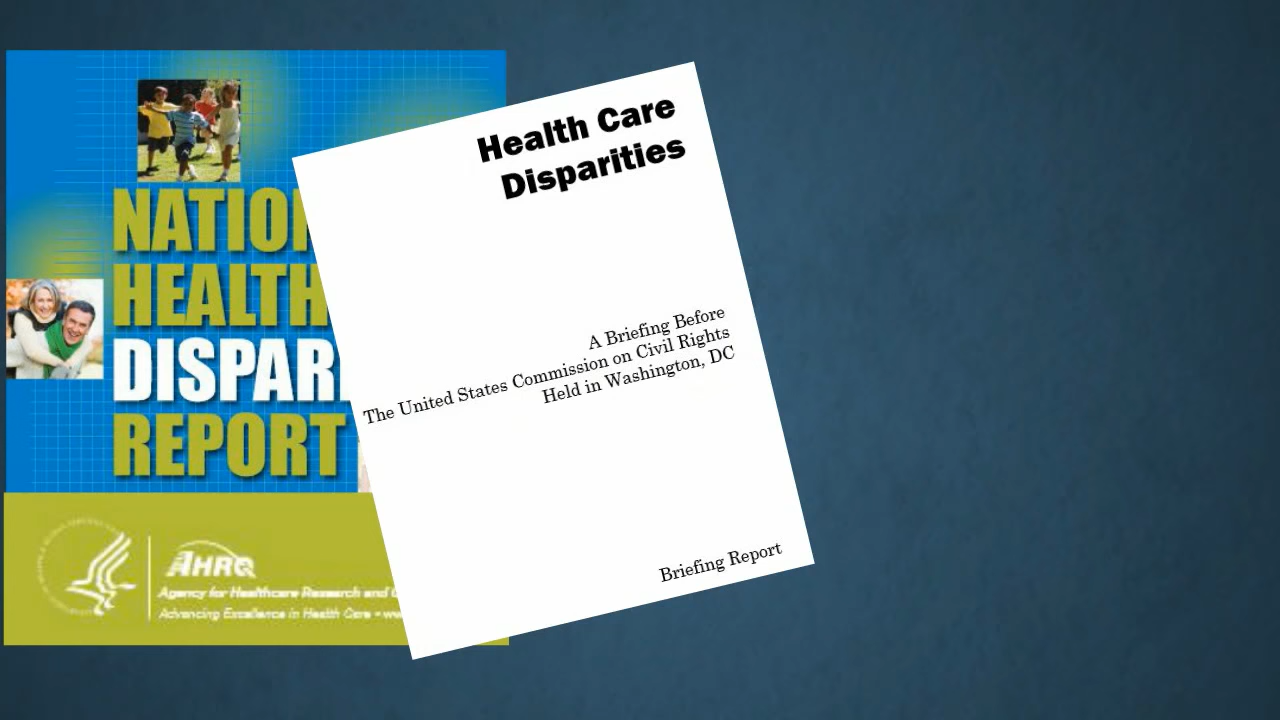 NATIO
HEALTH
DISPAR
REPORT
AHRQ
Agency for Healthcare Research and
Advancing Excellence in Health Care •
Health Care
Disparities
A Briefing Before
The United States Commission on Civil Rights
Held in Washington, DC
Briefing Report